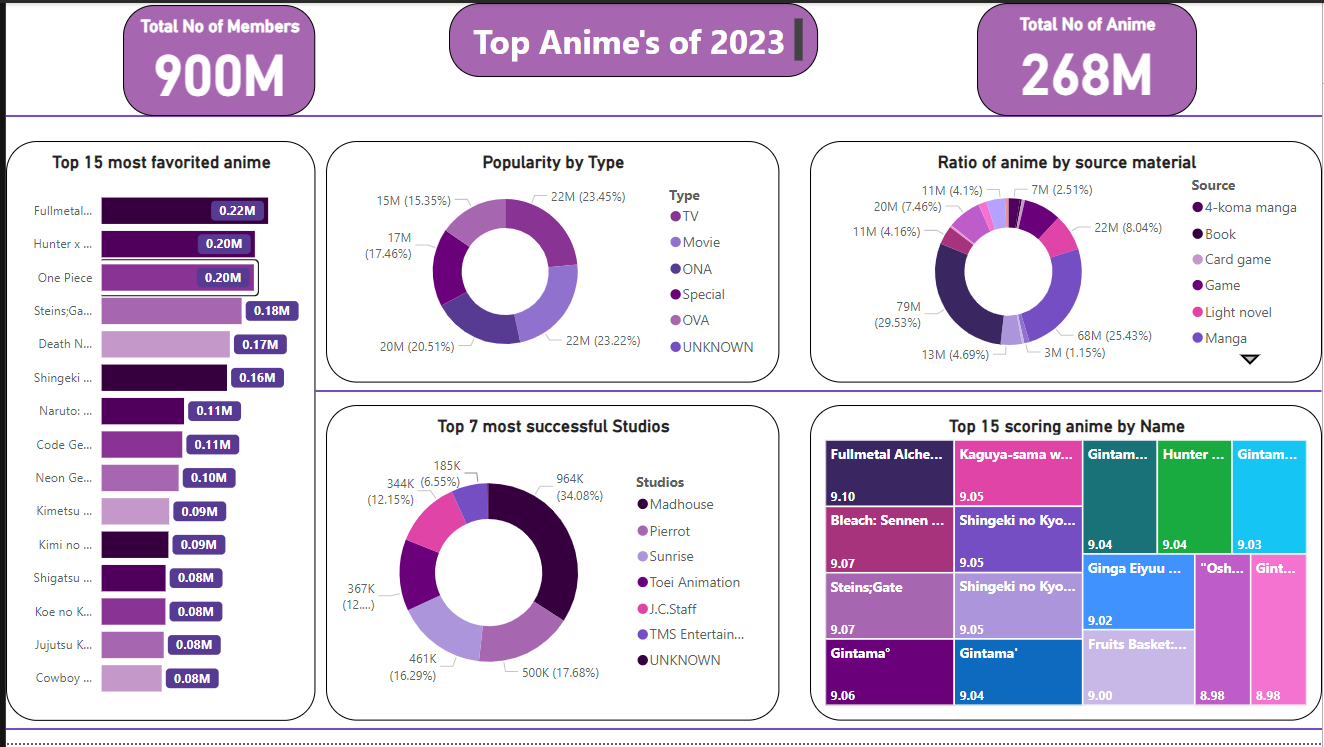 Total No of Members
900M
Top Anime's of 2023
Total No of Anime
268M
Top 15 most favorited anime
Fullmetal...
0.22M
Hunter x ...
0.20M
One Piece
0.20M
Steins;Ga...
0.18M
Death N...
0.17M
Shingeki ...
0.16M
Naruto: ...
0.11M
Code Ge...
0.11M
Neon Ge...
0.10M
Kimetsu ...
0.09M
Kimi no ...
0.09M
Shigatsu ...
0.08M
Koe no K...
0.08M
Jujutsu K...
0.08M
Cowboy ...
0.08M
Popularity by Type
15M (15.35%)
22M (23.45%)
17M
(17.46%)
20M (20.51%)
22M (23.22%)
Type
TV
Movie
ONA
Special
OVA
UNKNOWN
Ratio of anime by source material
11M (4.1%)
7M (2.51%)
20M (7.46%)
11M (4.16%)
22M (8.04%)
79M
(29.53%)
68M (25.43%)
13M (4.69%)
3M (1.15%)
Source
4-koma manga
Book
Card game
Game
Light novel
Manga
Top 7 most successful Studios
185K
(6.55%)
344K
(12.15%)
964K
(34.08%)
367K
(12....)
461K
(16.29%)
500K (17.68%)
Studios
Madhouse
Pierrot
Sunrise
Toei Animation
J.C.Staff
TMS Entertain...
UNKNOWN
Top 15 scoring anime by Name
Fullmetal Alche...
9.10
Bleach: Sennen ...
9.07
Steins;Gate
9.07
Gintama°
9.06
Kaguya-sama w...
9.05
Shingeki no Kyo...
9.05
Shingeki no Kyo...
9.05
Gintama'
9.04
Gintam...
9.04
Hunter ...
9.04
Gintam...
9.03
Ginga Eiyuu ...
9.02
Fruits Basket:...
9.00
"Osh...
8.98
Gint...
8.98